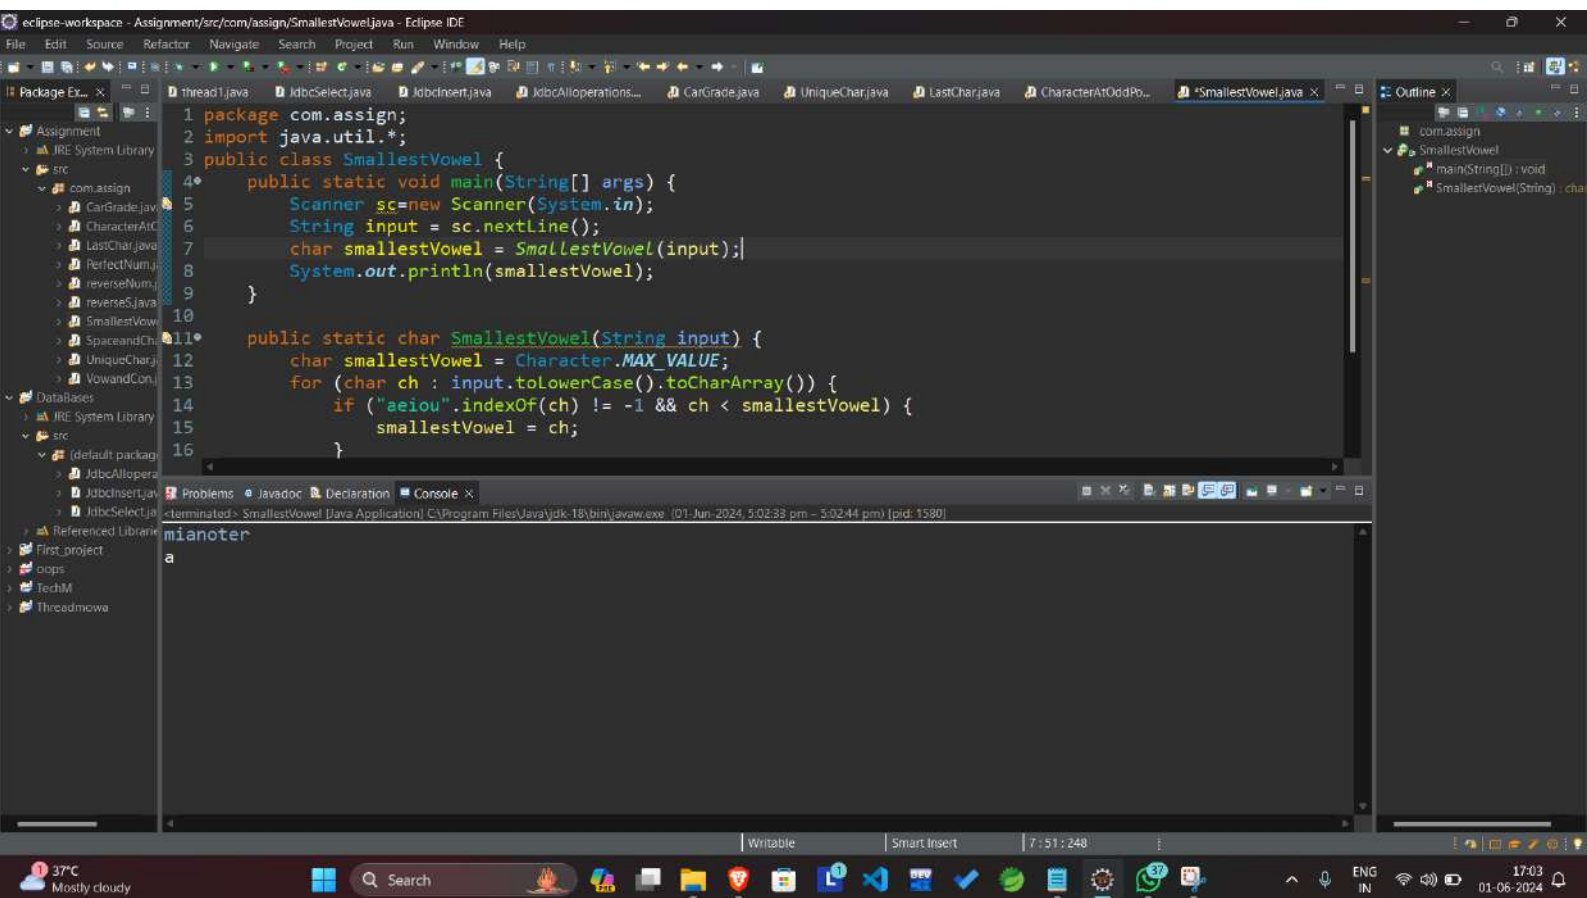 eclipse-workspace - Assignment/src/com/assign/SmallestVowel.java - Eclipse IDE
File Edit Source Refactor Navigate Search Project Run Window Help
Package Ex...
thread1.java JdbcSelect.java JdbcInsert.java JdbcAlloperations.... CarGrade.java UniqueChar.java LastChar.java CharacterAtOddPo... *SmallestVowel.java
Outline
Assignment
JRE System Library
src
com.assign
CarGrade.jav
CharacterAtC
LastChar.java
PerfectNum.j
reverseNum.j
reverseS.java
SmallestVow
SpaceandCh
UniqueChar.j
VowandCon.j
DataBases
JRE System Library
src
(default packag
JdbcAllopera
JdbcInsert.jav
JdbcSelect.ja
Referenced Librarie
First_project
oops
TechM
Threadmowa
1 package com.assign;
2 import java.util.*;
3 public class SmallestVowel {
4 public static void main(String[] args) {
5 Scanner sc=new Scanner(System.in);
6 String input = sc.nextLine();
7 char smallestVowel = SmallestVowel(input);
8 System.out.println(smallestVowel);
9 }
10
11 public static char SmallestVowel(String input) {
12 char smallestVowel = Character.MAX_VALUE;
13 for (char ch : input.toLowerCase().toCharArray()) {
14 if ("aeiou".indexOf(ch) != -1 && ch < smallestVowel) {
15 smallestVowel = ch;
16 }
com.assign
SmallestVowel
main(String[]) : void
SmallestVowel(String) : cha
Problems Javadoc Declaration Console
<terminated> SmallestVowel [Java Application] C:\Program Files\Java\jdk-18\bin\javaw.exe (01-Jun-2024, 5:02:33 pm – 5:02:44 pm) [pid: 1580]
mianoter
a
Writable Smart Insert 7 : 51 : 248
1
37°C
Mostly cloudy
Search
1
DEV
37
ENG
IN
17:03
01-06-2024